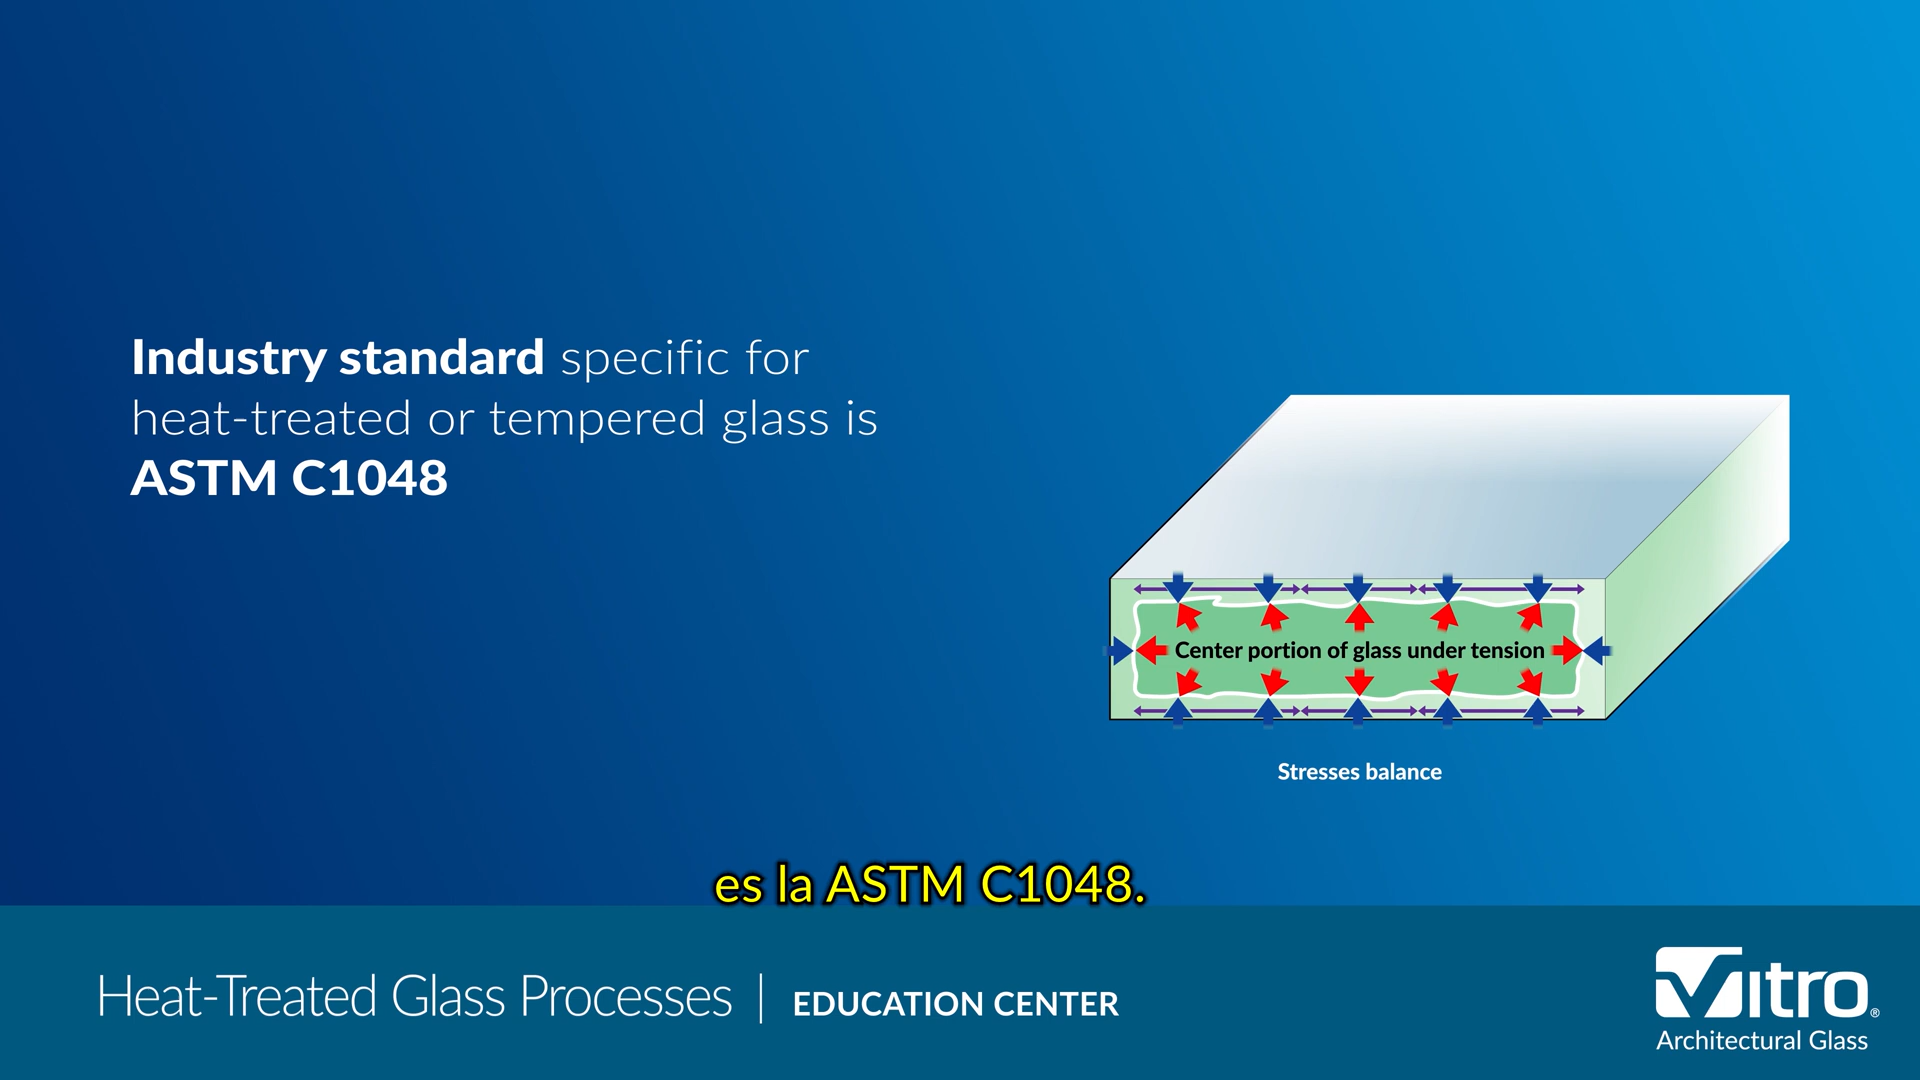 Industry standard specific for
heat-treated or tempered glass is
ASTM C1048
Center portion of glass under tension
Stresses balance
es la ASTM C1048.
Heat-Treated Glass Processes | EDUCATION CENTER
Vitro®
Architectural Glass